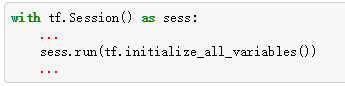 with tf.Session() as sess:
    ...
    sess.run(tf.initialize_all_variables())
    ...